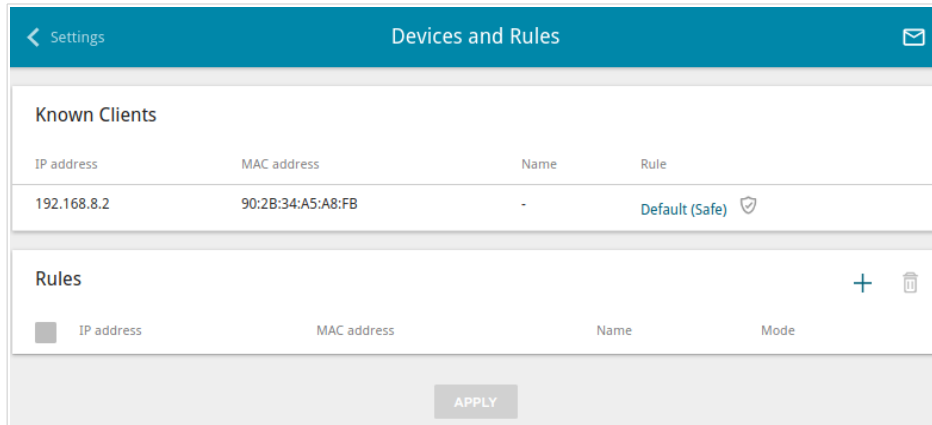 Settings Devices and Rules
Known Clients
IP address MAC address Name Rule
192.168.8.2 90:2B:34:A5:A8:FB - Default (Safe)
Rules
IP address MAC address Name Mode
APPLY